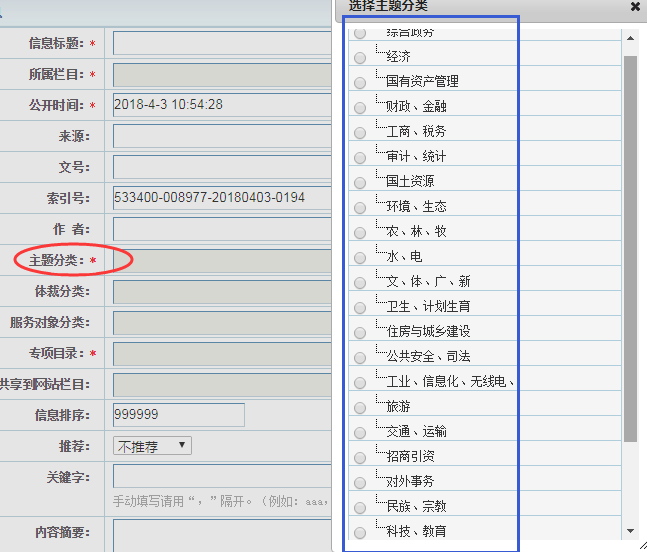 信息标题：*
所属栏目：*
公开时间：* 2018-4-3 10:54:28
来源：
文号：
索引号： 533400-008977-20180403-0194
作 者：
主题分类：*
体裁分类：
服务对象分类：
专项目录：*
共享到网站栏目：
信息排序： 999999
推荐： 不推荐
关键字：
手动填写请用“，”隔开。（例如：aaa，
内容摘要：
选择主题分类
综合政务
经济
国有资产管理
财政、金融
工商、税务
审计、统计
国土资源
环境、生态
农、林、牧
水、电
文、体、广、新
卫生、计划生育
住房与城乡建设
公共安全、司法
工业、信息化、无线电、
旅游
交通、运输
招商引资
对外事务
民族、宗教
科技、教育